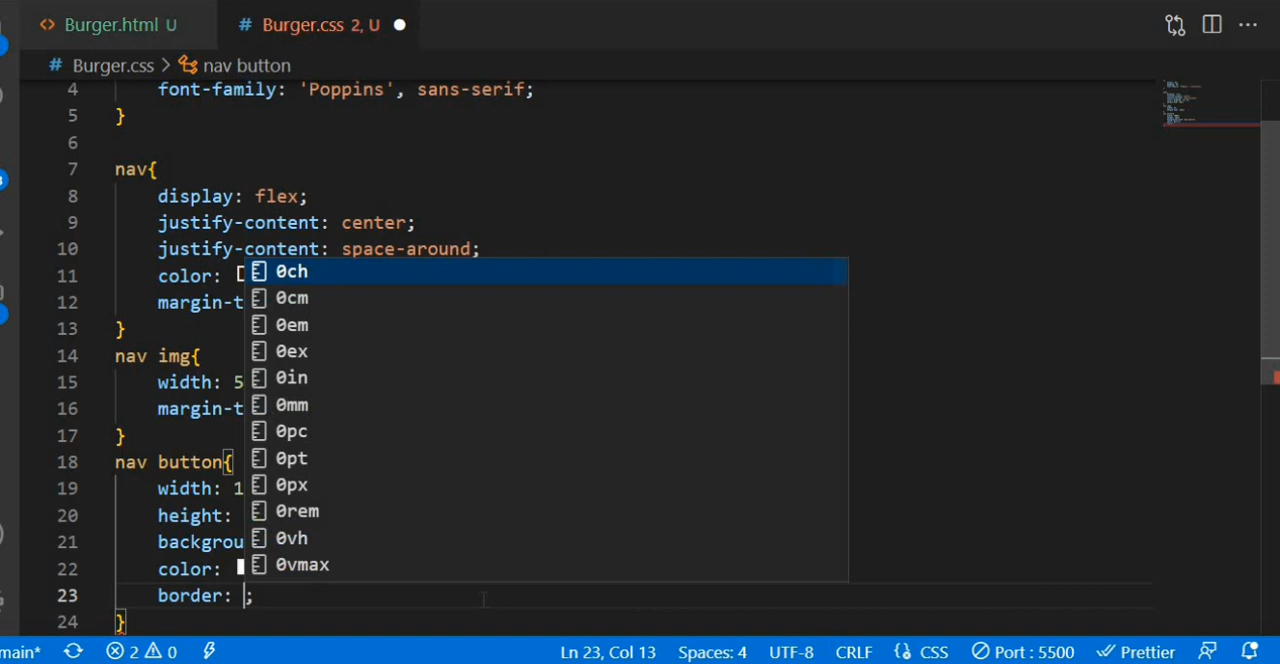 Burger.html U
# Burger.css 2, U
# Burger.css > nav button
4 font-family: 'Poppins', sans-serif;
5 }
6
7 nav{
8 display: flex;
9 justify-content: center;
10 justify-content: space-around;
11 color:
12 margin-t
13 }
14 nav img{
15 width: 5
16 margin-t
17 }
18 nav button{
19 width: 1
20 height:
21 backgrou
22 color:
23 border: ;
24 }
0ch
0cm
0em
0ex
0in
0mm
0pc
0pt
0px
0rem
0vh
0vmax
main* 2 0 Ln 23, Col 13 Spaces: 4 UTF-8 CRLF {} CSS Port : 5500 Prettier